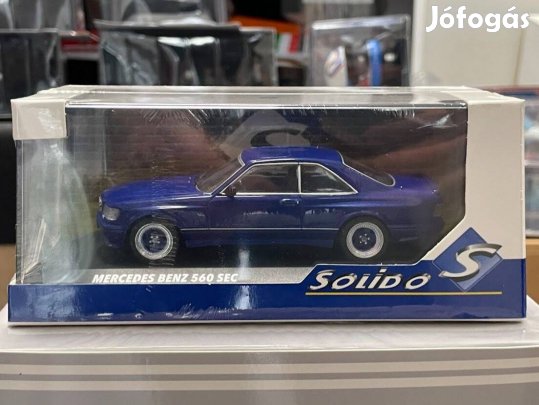 Jófogás
MERCEDES BENZ 560 SEC
SOLIDO S